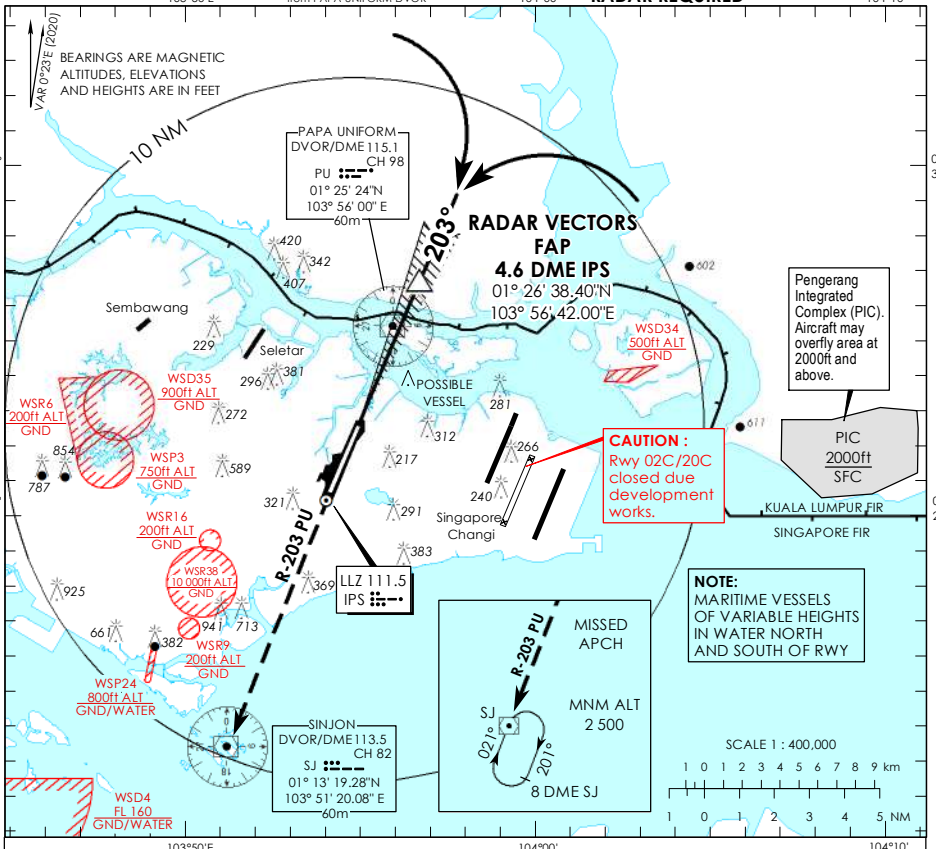 RADAR REQUIRED
VAR 0°23'E (2020)
BEARINGS ARE MAGNETIC
ALTITUDES, ELEVATIONS
AND HEIGHTS ARE IN FEET
10 NM
PAPA UNIFORM
DVOR/DME 115.1
CH 98
PU
01° 25' 24"N
103° 56' 00" E
60m
203°
RADAR VECTORS
FAP
4.6 DME IPS
01° 26' 38.40"N
103° 56' 42.00"E
420
342
407
602
Pengerang
Integrated
Complex (PIC).
Aircraft may
overfly area at
2000ft and
above.
Sembawang
229
Seletar
296
381
WSD34
500ft ALT
GND
WSD35
900ft ALT
GND
WSR6
200ft ALT
GND
POSSIBLE
VESSEL
281
272
312
611
854
787
WSP3
750ft ALT
GND
589
217
266
240
CAUTION :
Rwy 02C/20C
closed due
development
works.
PIC
2000ft
SFC
321
291
WSR16
200ft ALT
GND
Singapore
Changi
KUALA LUMPUR FIR
SINGAPORE FIR
R-203 PU
383
WSR38
10 000ft ALT
GND
369
LLZ 111.5
IPS
925
941
713
661
382
WSR9
200ft ALT
GND
NOTE:
MARITIME VESSELS
OF VARIABLE HEIGHTS
IN WATER NORTH
AND SOUTH OF RWY
WSP24
800ft ALT
GND/WATER
R-203 PU
MISSED
APCH
MNM ALT
2 500
SJ
021°
201°
8 DME SJ
SINJON
DVOR/DME 113.5
CH 82
SJ
01° 13' 19.28"N
103° 51' 20.08" E
60m
WSD4
FL 160
GND/WATER
SCALE 1 : 400,000
1 0 1 2 3 4 5 6 7 8 9 km
1 0 1 2 3 4 5 NM
103°50'E
104°00'
104°10'